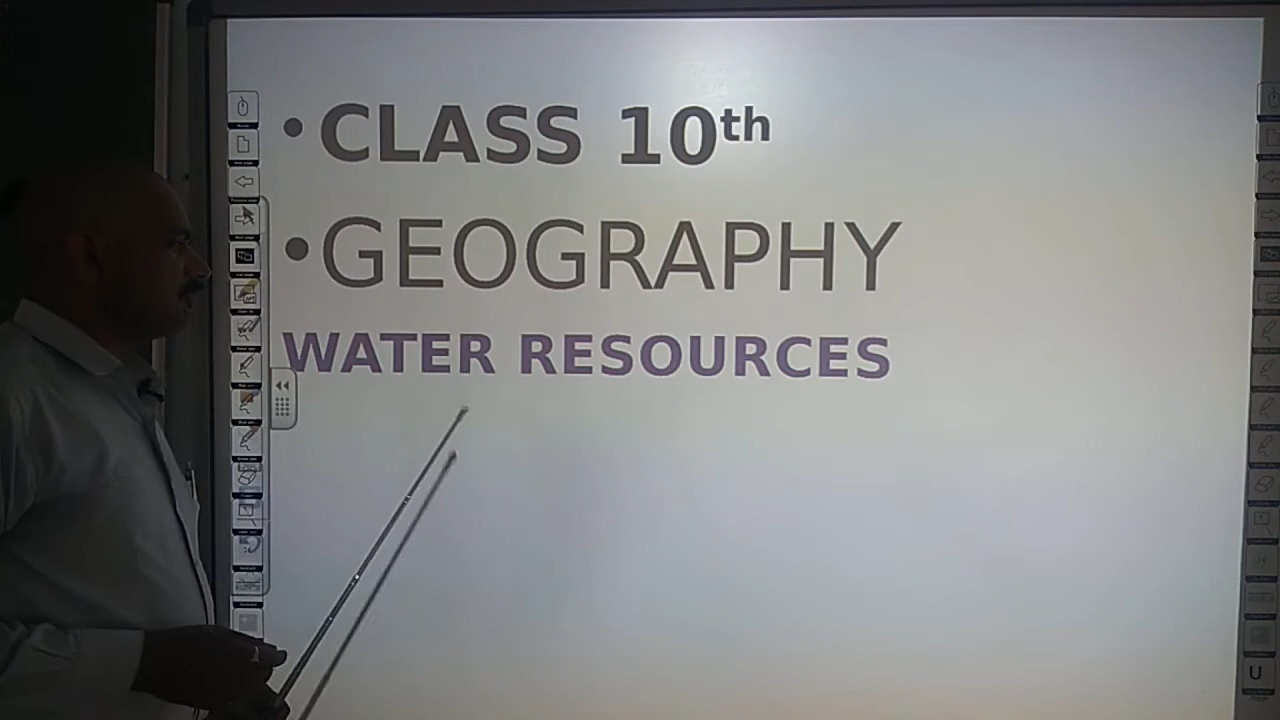 • CLASS 10th
• GEOGRAPHY
WATER RESOURCES
U